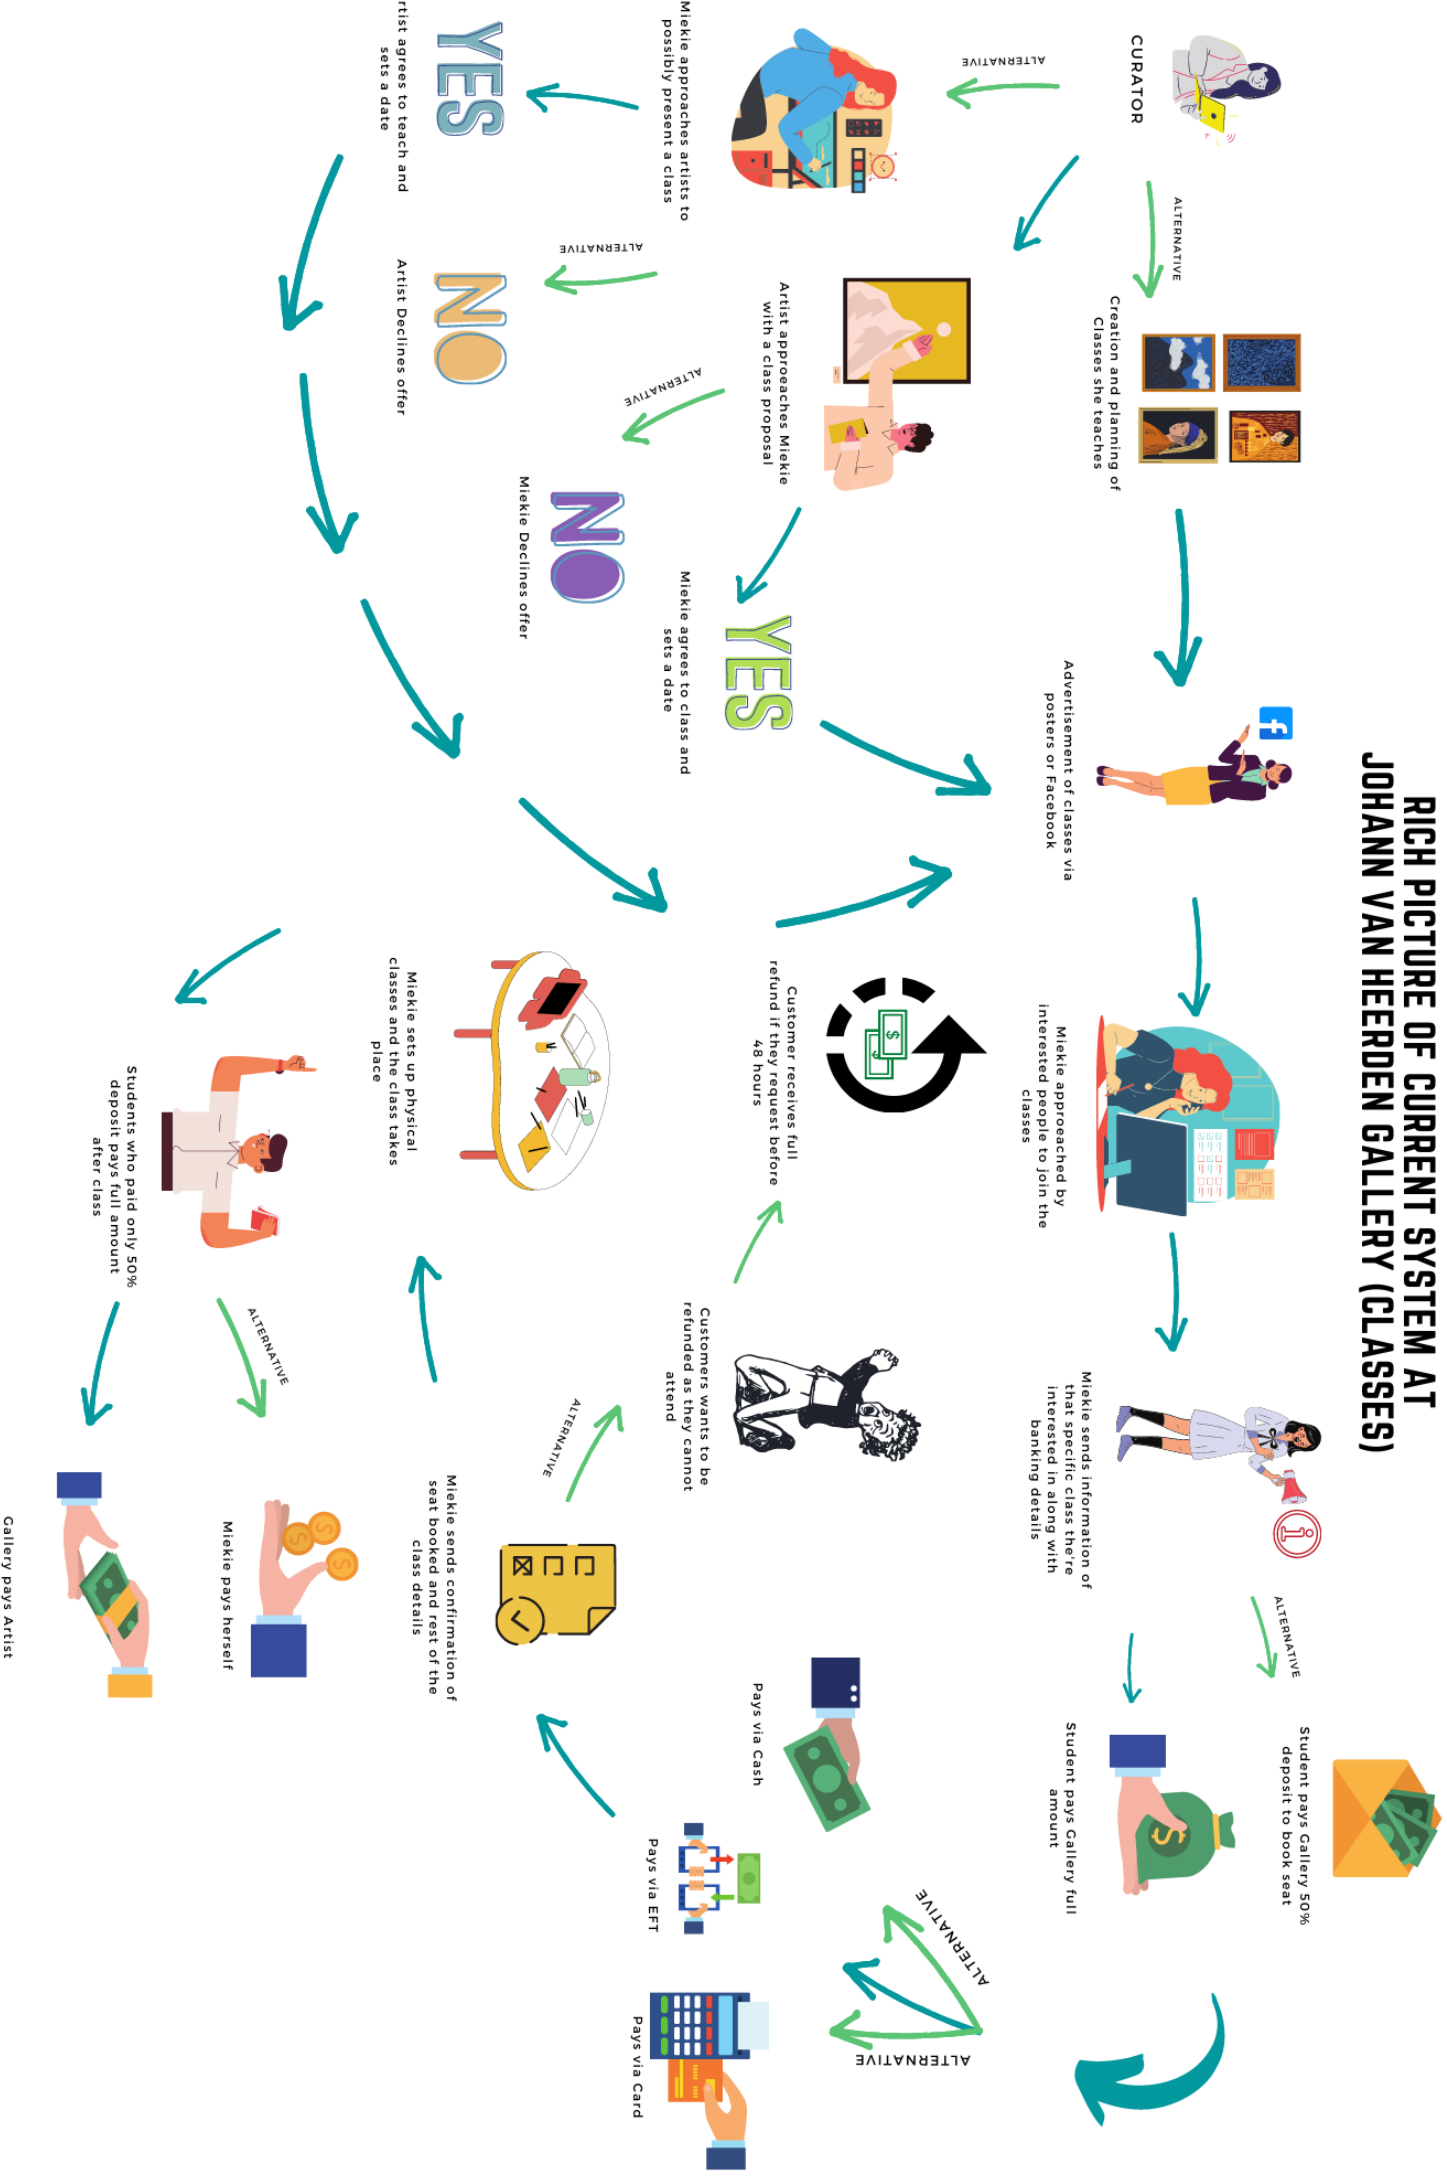 RICH PICTURE OF CURRENT SYSTEM AT
JOHANN VAN HEERDEN GALLERY (CLASSES)
CURATOR
ALTERNATIVE
Creation and planning of
Classes she teaches
Advertisement of classes via
posters or Facebook
f
Miekie approeached by
interested people to join the
classes
Miekie sends information of
that specific class the're
interested in along with
banking details
i
ALTERNATIVE
Student pays Gallery 50%
deposit to book seat
$
Student pays Gallery full
amount
ALTERNATIVE
Miekie approaches artists to
possibly present a class
Artist approeaches Miekie
with a class proposal
ALTERNATIVE
YES
Miekie agrees to class and
sets a date
ALTERNATIVE
NO
Miekie Declines offer
YES
rtist agrees to teach and
sets a date
ALTERNATIVE
NO
Artist Declines offer
$
Customer receives full
refund if they request before
48 hours
Customers wants to be
refunded as they cannot
attend
ALTERNATIVE
ALTERNATIVE
ALTERNATIVE
Pays via Cash
Pays via EFT
Pays via Card
Miekie sends confirmation of
seat booked and rest of the
class details
Miekie sets up physical
classes and the class takes
place
Students who paid only 50%
deposit pays full amount
after class
ALTERNATIVE
$
$
$
Miekie pays herself
Gallery pays Artist